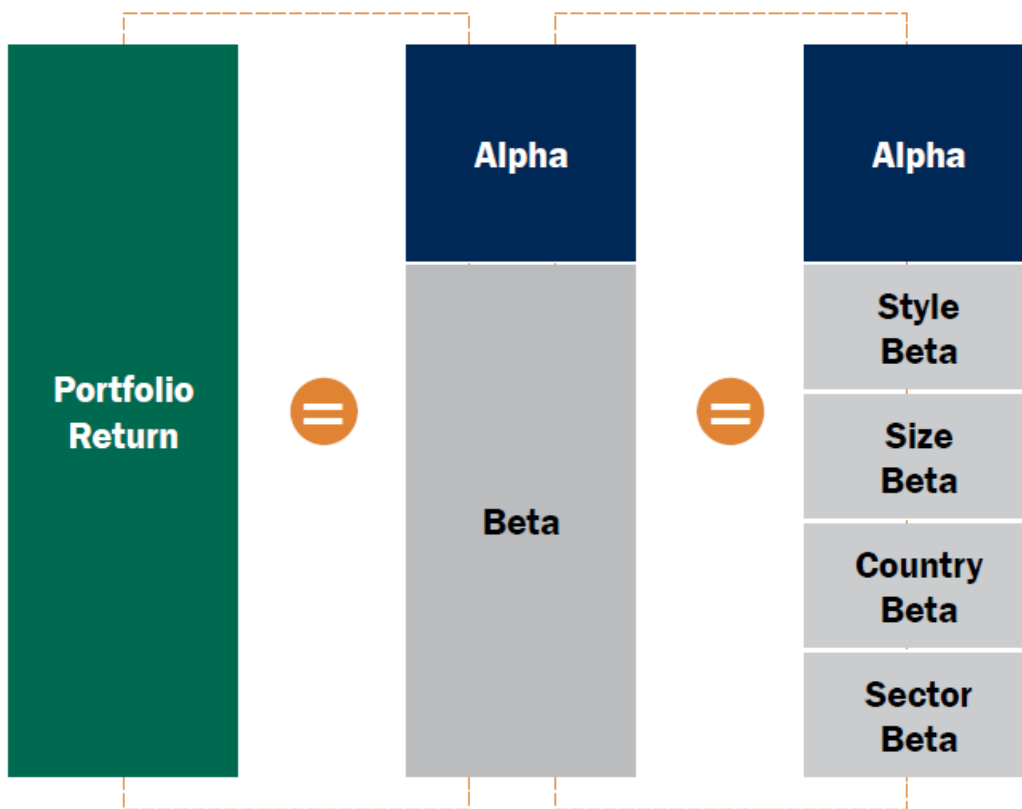 Portfolio
Return
=
Alpha
Beta
=
Alpha
Style
Beta
Size
Beta
Country
Beta
Sector
Beta